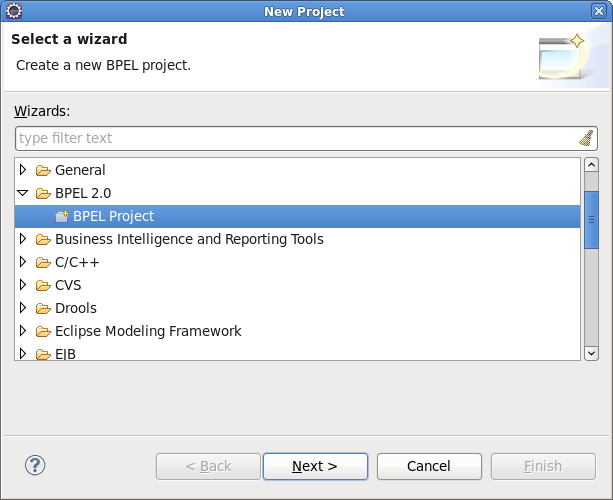 New Project
Select a wizard
Create a new BPEL project.
Wizards:
type filter text
General
BPEL 2.0
BPEL Project
Business Intelligence and Reporting Tools
C/C++
CVS
Drools
Eclipse Modeling Framework
EJB
?
< Back
Next >
Cancel
Finish